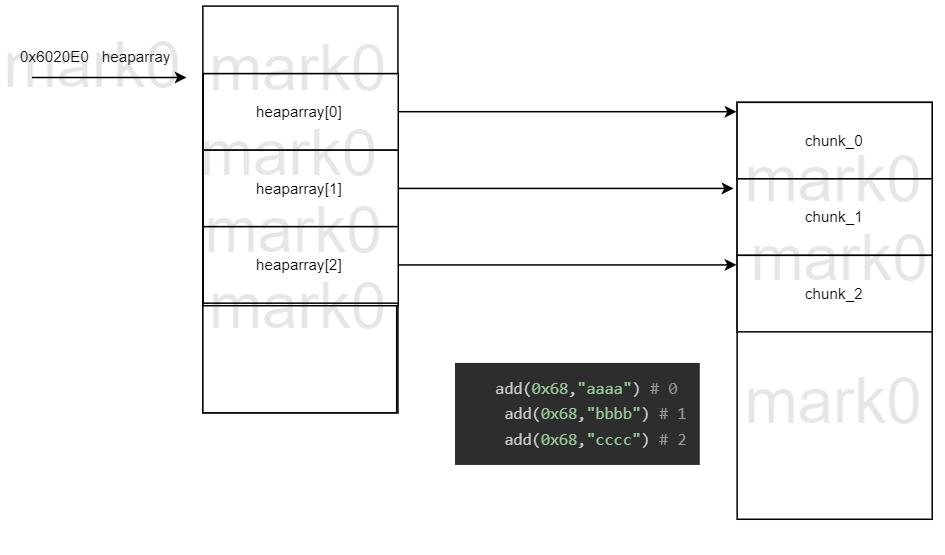 0x6020E0 heaparray
mark0
mark0
heaparray[0]
chunk_0
mark0
mark0
heaparray[1]
chunk_1
mark0
mark0
heaparray[2]
chunk_2
mark0
mark0
add(0x68,"aaaa") # 0
add(0x68,"bbbb") # 1
add(0x68,"cccc") # 2